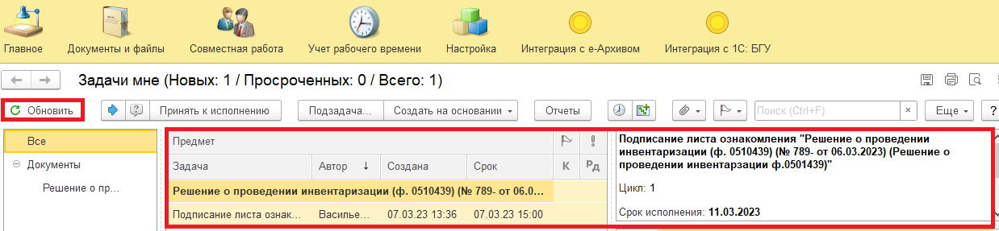 Главное
Документы и файлы
Совместная работа
Учет рабочего времени
Настройка
Интеграция с е-Архивом
Интеграция с 1С: БГУ
Задачи мне (Новых: 1 / Просроченных: 0 / Всего: 1)
Обновить
Принять к исполнению
Подзадача...
Создать на основании
Отчеты
Поиск (Ctrl+F)
×
Еще
?
Все
Документы
Решение о пр...
Предмет
Задача
Автор ↓
Создана
Срок
К
Рд
Решение о проведении инвентаризации (ф. 0510439) (№ 789- от 06.0...
Подписание листа ознак...
Василье...
07.03.23 13:36
07.03.23 15:00
Подписание листа ознакомления "Решение о проведении
инвентаризации (ф. 0510439) (№ 789- от 06.03.2023) (Решение о
проведении инвентарзации ф.0501439)"
Цикл: 1
Срок исполнения: 11.03.2023